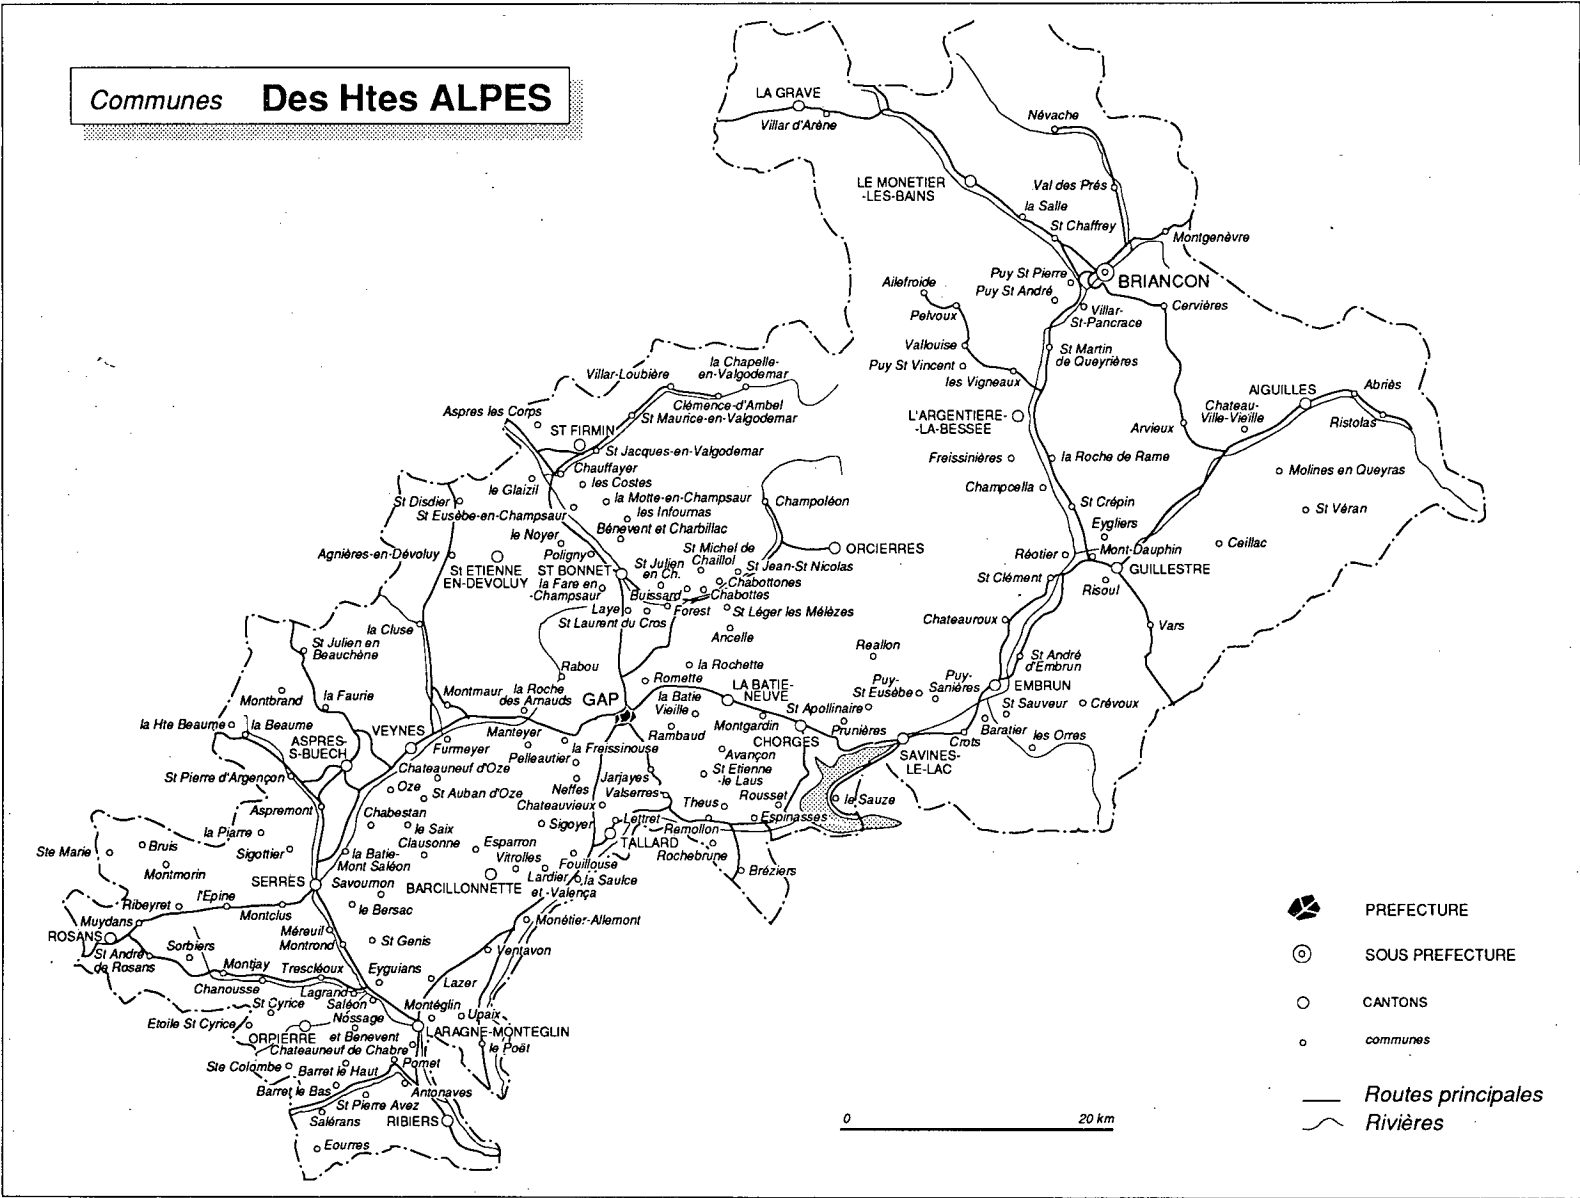 Communes Des Htes ALPES
LA GRAVE
Villar d'Arène
Névache
LE MONETIER
-LES-BAINS
Val des Prés
la Salle
St Chaffrey
Montgenèvre
Puy St Pierre
BRIANCON
Puy St André
Ailefroide
Pelvoux
Villar-
St-Pancrace
Cervières
Vallouise
St Martin
de Queyrières
Puy St Vincent
les Vigneaux
la Chapelle-
en-Valgodemar
Villar-Loubière
Clémence-d'Ambel
St Maurice-en-Valgodemar
Aspres les Corps
ST FIRMIN
St Jacques-en-Valgodemar
L'ARGENTIERE-
-LA-BESSEE
AIGUILLES
Abriès
Chateau-
Ville-Vieille
Ristolas
Arvieux
Chauffayer
les Costes
le Glaizil
Freissinières
la Roche de Rame
Molines en Queyras
St Disdier
St Eusèbe-en-Champsaur
la Motte-en-Champsaur
les Infournas
Champoléon
Champcella
St Crépin
St Véran
le Noyer
Bénevent et Charbillac
Eygliers
Agnières-en-Dévoluy
Poligny
St Michel de
Chaillol
ORCIERRES
Réotier
Mont-Dauphin
Ceillac
ST ETIENNE
EN-DEVOLUY
ST BONNET
St Julien
en Ch.
St Jean-St Nicolas
GUILLESTRE
St Clément
Risoul
la Fare en
-Champsaur
Buissard
Chabottones
Chabottes
Laye
Forest
St Léger les Mélèzes
St Laurent du Cros
Ancelle
Chateauroux
Vars
la Cluse
St Julien en
Beauchène
Reallon
St André
d'Embrun
Rabou
la Rochette
Romette
Montbrand
la Faurie
Montmaur
la Roche
des Arnauds
GAP
LA BATIE-
NEUVE
la Batie
Vieille
Puy-
St Eusèbe
Puy-
Sanières
EMBRUN
St Sauveur
Crévoux
la Hte Beaume
la Beaume
VEYNES
Manteyer
Montgardin
St Apollinaire
Prunières
Crots
Baratier
les Orres
ASPRES-
S-BUECH
Furmeyer
Pelleautier
la Freissinouse
Rambaud
CHORGES
Avançon
SAVINES-
LE-LAC
St Pierre d'Argençon
Chateauneuf d'Oze
Oze
St Auban d'Oze
Neffes
Jarjayes
St Etienne
-le Laus
Valserres
Aspremont
Chabestan
Chateauvieux
Theus
Rousset
le Sauze
la Piarre
le Saix
Sigoyer
Lettret
Remollon
Espinasses
Ste Marie
Bruis
Sigottier
Clausonne
Esparron
TALLARD
Rochebrune
Montmorin
la Batie-
Mont Saléon
Vitrolles
Fouillouse
Bréziers
SERRES
Savournon
BARCILLONNETTE
Lardier
et -Valença
la Saulce
Ribeyret
l'Epine
Montclus
le Bersac
Muydans
ROSANS
Méreuil
Montrond
St Genis
Monétier-Allemont
St André
de Rosans
Sorbiers
Ventavon
Montjay
Trescléoux
Eyguians
Lazer
Chanousse
Lagrand
St Cyrice
Saléon
Montéglin
Upaix
Etoile St Cyrice
Nossage
et Bénevent
ORPIERRE
LARAGNE-MONTEGLIN
Chateauneuf de Chabre
le Poët
Ste Colombe
Barret le Haut
Pomet
Barret le Bas
Antonaves
St Pierre Avez
Salérans
RIBIERS
Eourres
PREFECTURE
SOUS PREFECTURE
CANTONS
communes
Routes principales
Rivières
0 20 km